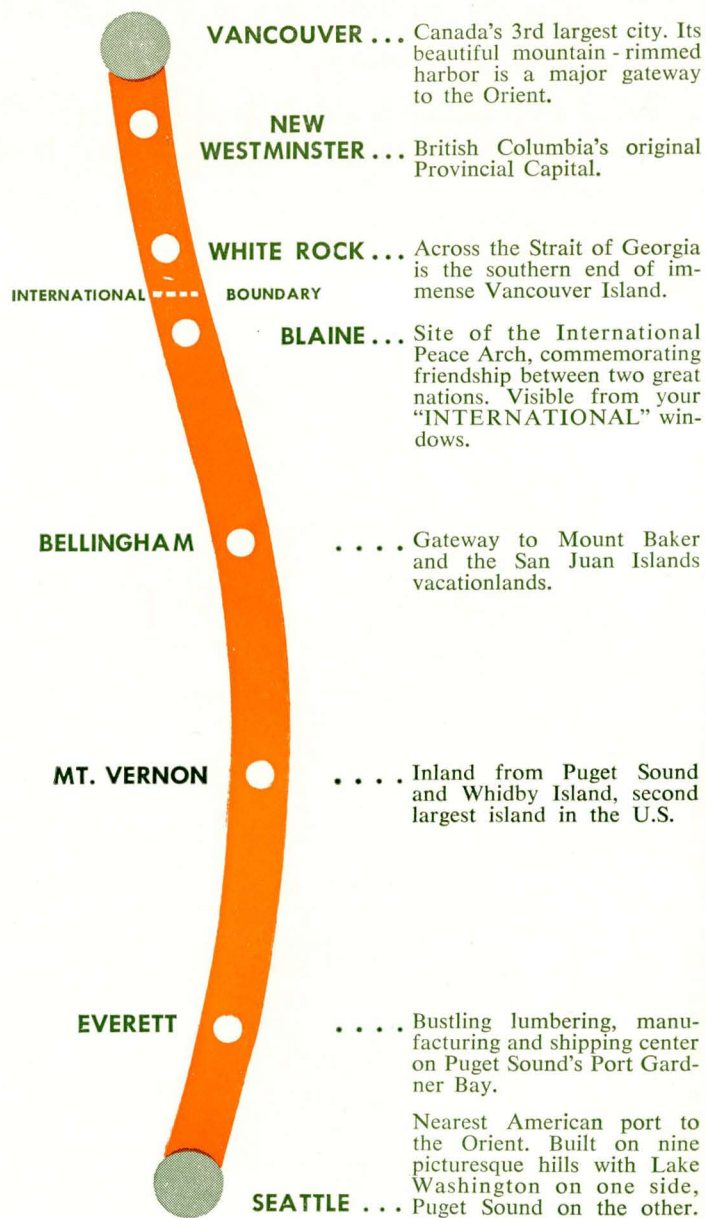 VANCOUVER ... Canada's 3rd largest city. Its
beautiful mountain - rimmed
harbor is a major gateway
to the Orient.
NEW
WESTMINSTER ... British Columbia's original
Provincial Capital.
WHITE ROCK ... Across the Strait of Georgia
is the southern end of im-
mense Vancouver Island.
INTERNATIONAL BOUNDARY
BLAINE ... Site of the International
Peace Arch, commemorating
friendship between two great
nations. Visible from your
"INTERNATIONAL" win-
dows.
BELLINGHAM .... Gateway to Mount Baker
and the San Juan Islands
vacationlands.
MT. VERNON .... Inland from Puget Sound
and Whidby Island, second
largest island in the U.S.
EVERETT .... Bustling lumbering, manu-
facturing and shipping center
on Puget Sound's Port Gard-
ner Bay.
Nearest American port to
the Orient. Built on nine
picturesque hills with Lake
Washington on one side,
SEATTLE ... Puget Sound on the other.